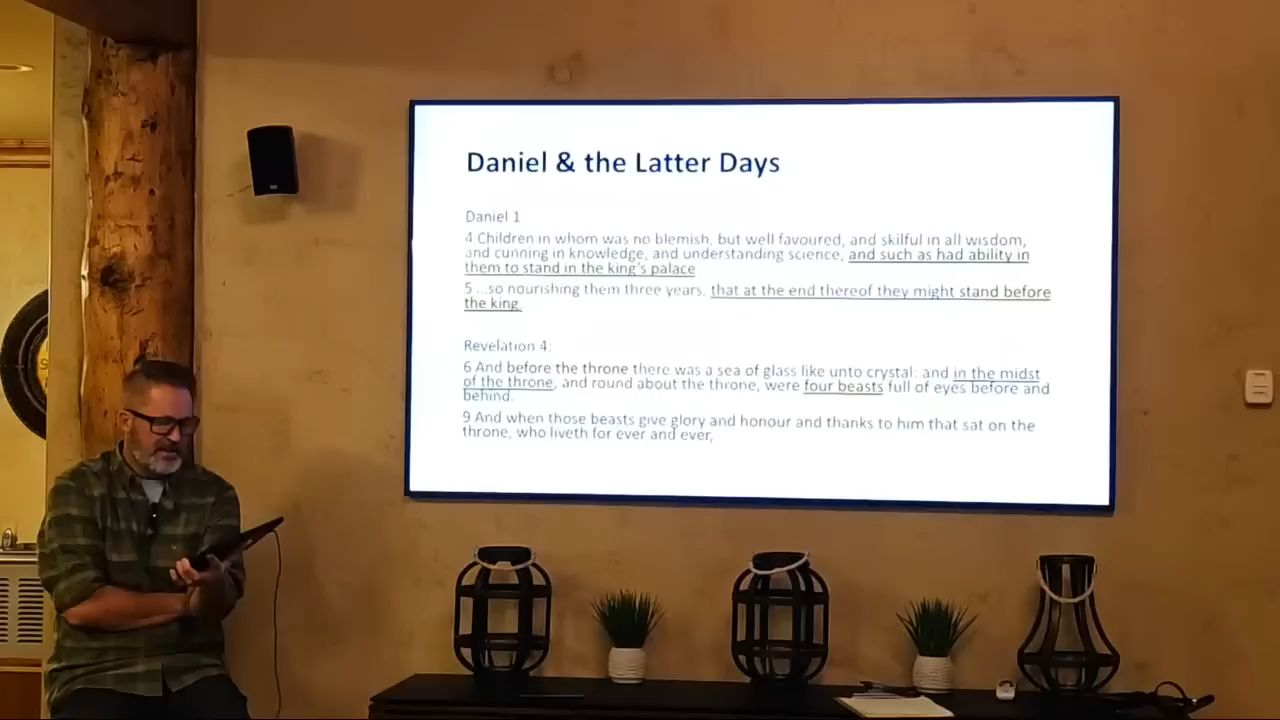 Daniel & the Latter Days
Daniel 1
4 Children in whom was no blemish, but well favoured, and skilful in all wisdom,
and cunning in knowledge, and understanding science, and such as had ability in
them to stand in the king's palace
5 ...so nourishing them three years, that at the end thereof they might stand before
the king.
Revelation 4:
6 And before the throne there was a sea of glass like unto crystal: and in the midst
of the throne, and round about the throne, were four beasts full of eyes before and
behind.
9 And when those beasts give glory and honour and thanks to him that sat on the
throne, who liveth for ever and ever,